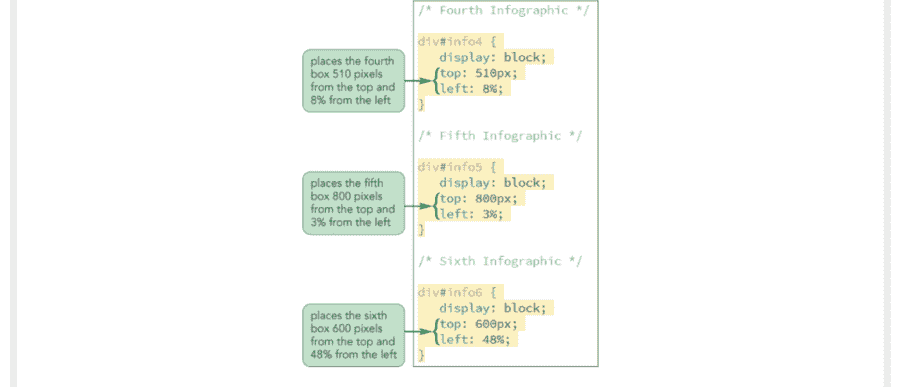 /* Fourth Infographic */
div#info4 {
display: block;
top: 510px;
left: 8%;
}
places the fourth
box 510 pixels
from the top and
8% from the left
/* Fifth Infographic */
div#info5 {
display: block;
top: 800px;
left: 3%;
}
places the fifth
box 800 pixels
from the top and
3% from the left
/* Sixth Infographic */
div#info6 {
display: block;
top: 600px;
left: 48%;
}
places the sixth
box 600 pixels
from the top and
48% from the left